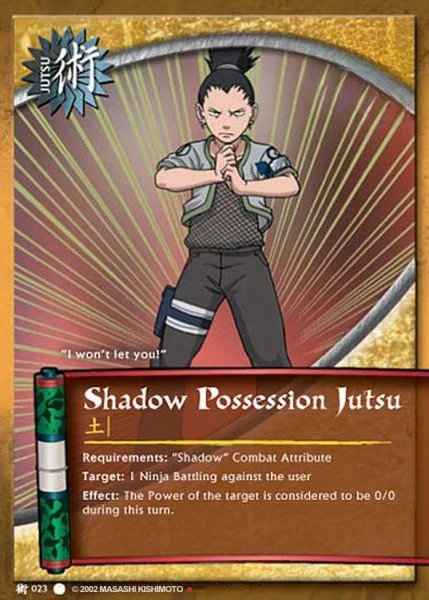 JUTSU
術
"I won't let you!"
Shadow Possession Jutsu
土
Requirements: "Shadow" Combat Attribute
Target: 1 Ninja Battling against the user
Effect: The Power of the target is considered to be 0/0
during this turn.
術 023 © 2002 MASASHI KISHIMOTO